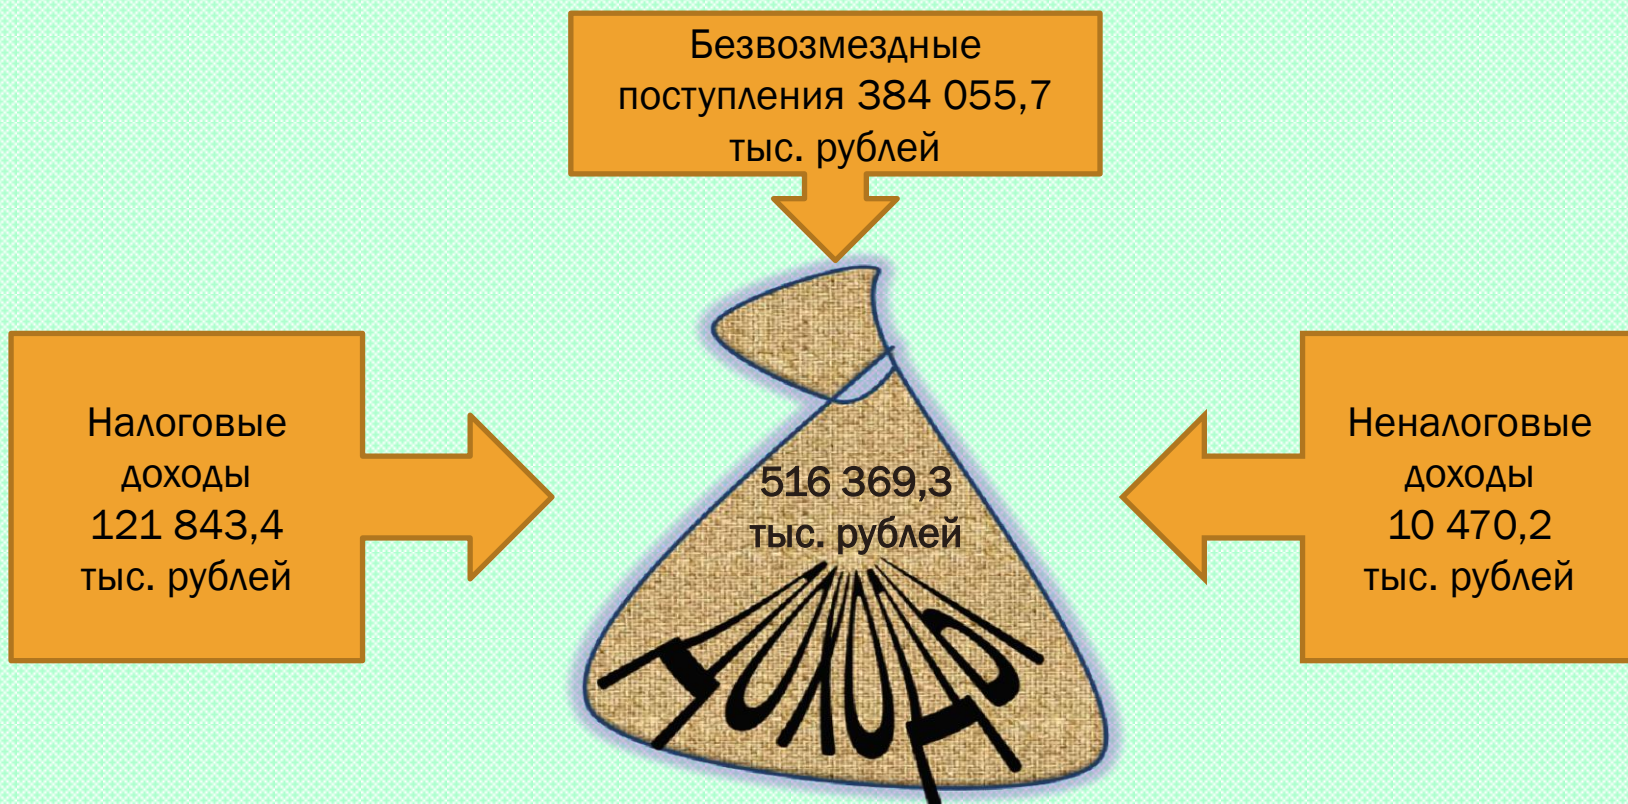 Безвозмездные
поступления 384 055,7
тыс. рублей
Налоговые
доходы
121 843,4
тыс. рублей
516 369,3
тыс. рублей
Неналоговые
доходы
10 470,2
тыс. рублей